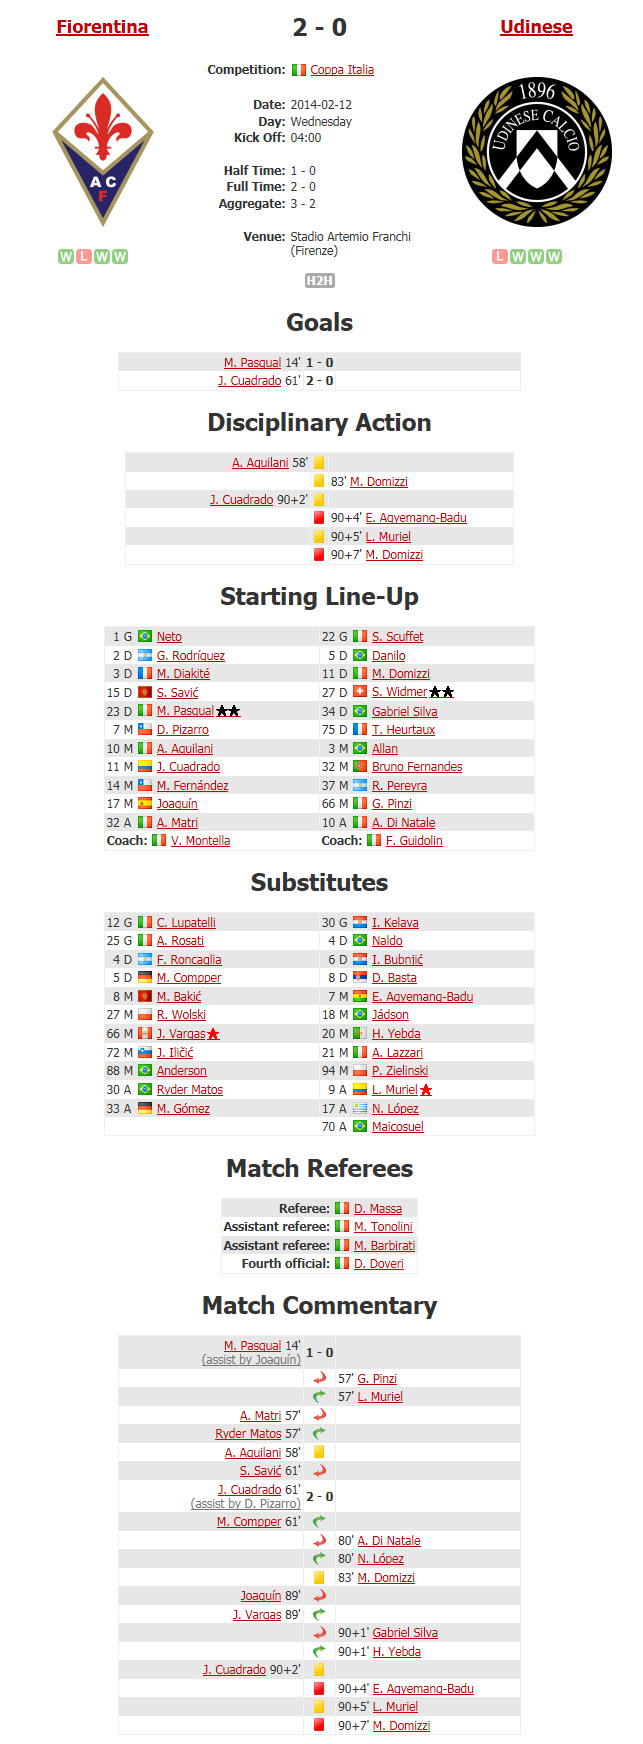 Fiorentina 2 - 0 Udinese
Competition: Coppa Italia
Date: 2014-02-12
Day: Wednesday
Kick Off: 04:00
Half Time: 1 - 0
Full Time: 2 - 0
Aggregate: 3 - 2
Venue: Stadio Artemio Franchi
(Firenze)
A C
F
1896
UDINESE CALCIO
W L W W
L W W W
H2H
Goals
M. Pasqual 14' 1 - 0
J. Cuadrado 61' 2 - 0
Disciplinary Action
A. Aquilani 58'
83' M. Domizzi
J. Cuadrado 90+2'
90+4' E. Agyemang-Badu
90+5' L. Muriel
90+7' M. Domizzi
Starting Line-Up
1 G Neto 22 G S. Scuffet
2 D G. Rodríguez 5 D Danilo
3 D M. Diakité 11 D M. Domizzi
15 D S. Savić 27 D S. Widmer
23 D M. Pasqual 34 D Gabriel Silva
7 M D. Pizarro 75 D T. Heurtaux
10 M A. Aquilani 3 M Allan
11 M J. Cuadrado 32 M Bruno Fernandes
14 M M. Fernández 37 M R. Pereyra
17 M Joaquín 66 M G. Pinzi
32 A A. Matri 10 A A. Di Natale
Coach: V. Montella Coach: F. Guidolin
Substitutes
12 G C. Lupatelli 30 G I. Kelava
25 G A. Rosati 4 D Naldo
4 D F. Roncaglia 6 D I. Bubnjić
5 D M. Compper 8 D D. Basta
8 M M. Bakić 7 M E. Agyemang-Badu
27 M R. Wolski 18 M Jádson
66 M J. Vargas 20 M H. Yebda
72 M J. Iličić 21 M A. Lazzari
88 M Anderson 94 M P. Zielinski
30 A Ryder Matos 9 A L. Muriel
33 A M. Gómez 17 A N. López
70 A Maicosuel
Match Referees
Referee: D. Massa
Assistant referee: M. Tonolini
Assistant referee: M. Barbirati
Fourth official: D. Doveri
Match Commentary
M. Pasqual 14' 1 - 0
(assist by Joaquín)
57' G. Pinzi
57' L. Muriel
A. Matri 57'
Ryder Matos 57'
A. Aquilani 58'
S. Savić 61'
J. Cuadrado 61' 2 - 0
(assist by D. Pizarro)
M. Compper 61'
80' A. Di Natale
80' N. López
83' M. Domizzi
Joaquín 89'
J. Vargas 89'
90+1' Gabriel Silva
90+1' H. Yebda
J. Cuadrado 90+2'
90+4' E. Agyemang-Badu
90+5' L. Muriel
90+7' M. Domizzi